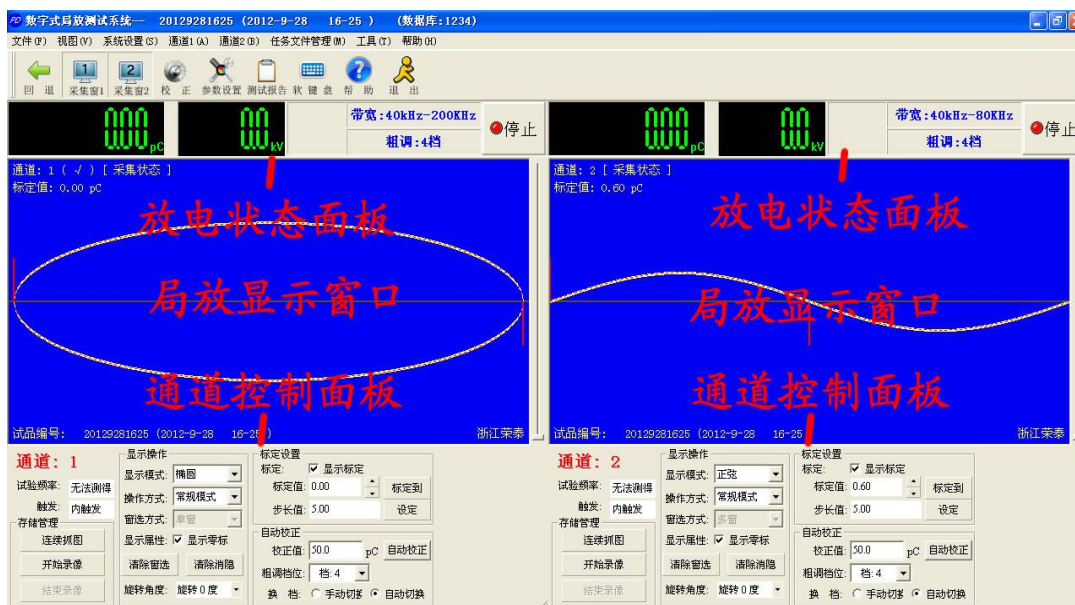 数字式局放测试系统-- 20129281625 (2012-9-28 16-25 ) (数据库:1234)
文件(F) 视图(V) 系统设置(S) 通道1(A) 通道2(B) 任务文件管理(M) 工具(T) 帮助(H)
1 2
回 退 采集窗1 采集窗2 校 正 参数设置 测试报告 软 键 盘 帮 助 退 出
0.00 pC 0.0 kV 带宽:40kHz-200KHz 粗调:4档 停止
0.00 pC 0.0 kV 带宽:40kHz-80KHz 粗调:4档 停止
通道: 1 ( √ ) [ 采集状态 ]
标定值: 0.00 pC
放电状态面板
局放显示窗口
通道控制面板
试品编号: 20129281625 (2012-9-28 16-25 ) 浙江荣泰
通道: 2 [ 采集状态 ]
标定值: 0.60 pC
放电状态面板
局放显示窗口
通道控制面板
试品编号: 20129281625 (2012-9-28 16-25 浙江荣泰
通道: 1
试验频率: 无法测得
触发: 内触发
存储管理
连续抓图
开始录像
结束录像
显示操作
显示模式: 椭圆
操作方式: 常规模式
窗选方式: 单窗
显示属性: 显示零标
清除窗选 清除消隐
旋转角度: 旋转 0 度
标定设置
标定: 显示标定
标定值: 0.00 标定到
步长值: 5.00 设定
自动校正
校正值: 50.0 pC 自动校正
粗调档位: 档: 4
换 档: 手动切换 自动切换
通道: 2
试验频率: 无法测得
触发: 内触发
存储管理
连续抓图
开始录像
结束录像
显示操作
显示模式: 正弦
操作方式: 常规模式
窗选方式: 多窗
显示属性: 显示零标
清除窗选 清除消隐
旋转角度: 旋转 0 度
标定设置
标定: 显示标定
标定值: 0.60 标定到
步长值: 5.00 设定
自动校正
校正值: 50.0 pC 自动校正
粗调档位: 档: 4
换 档: 手动切换 自动切换